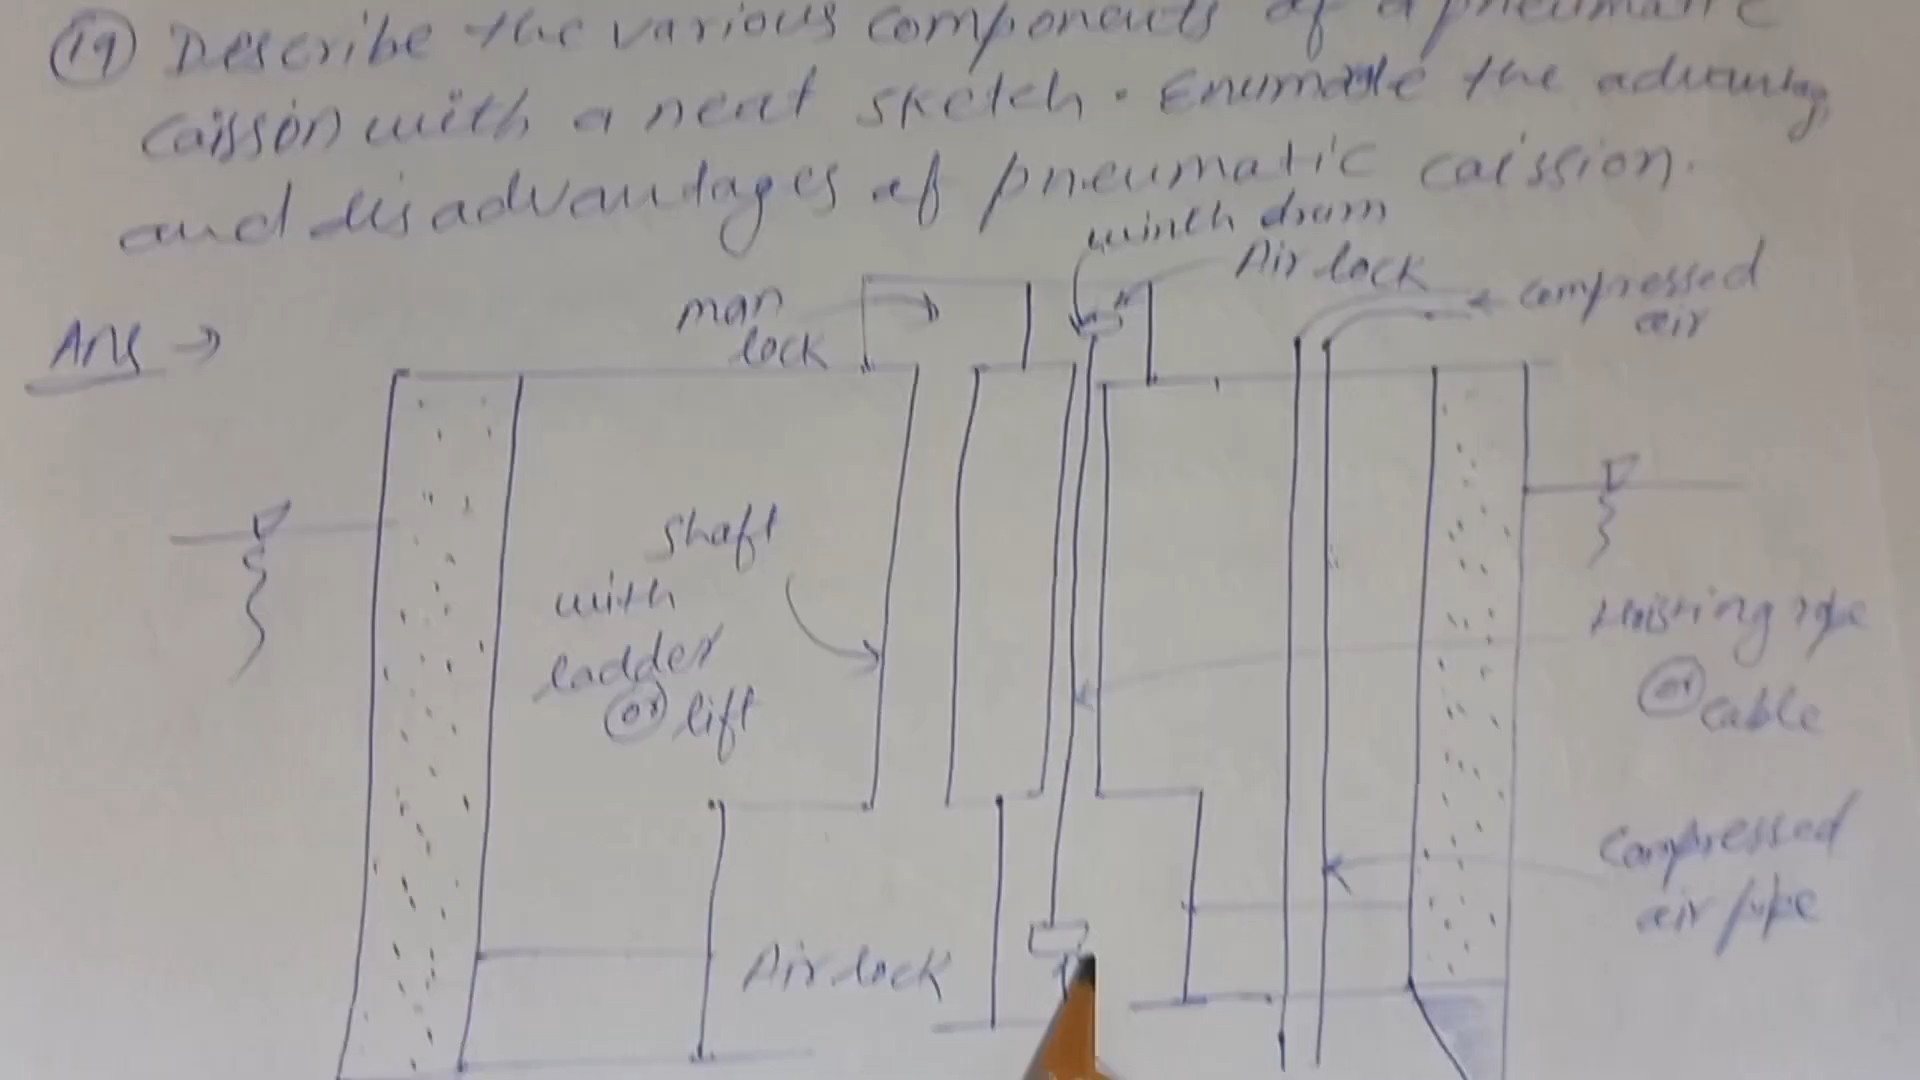 19 Describe the various components of a pneumatic
caisson with a neat sketch. Enumrate the advantag
and disadvantages of pneumatic caission.
winch drum
Air lock
compressed
air
man
lock
Ans →
shaft
with
ladder
or lift
Hoisting rope
or
cable
compressed
air pipe
Air lock